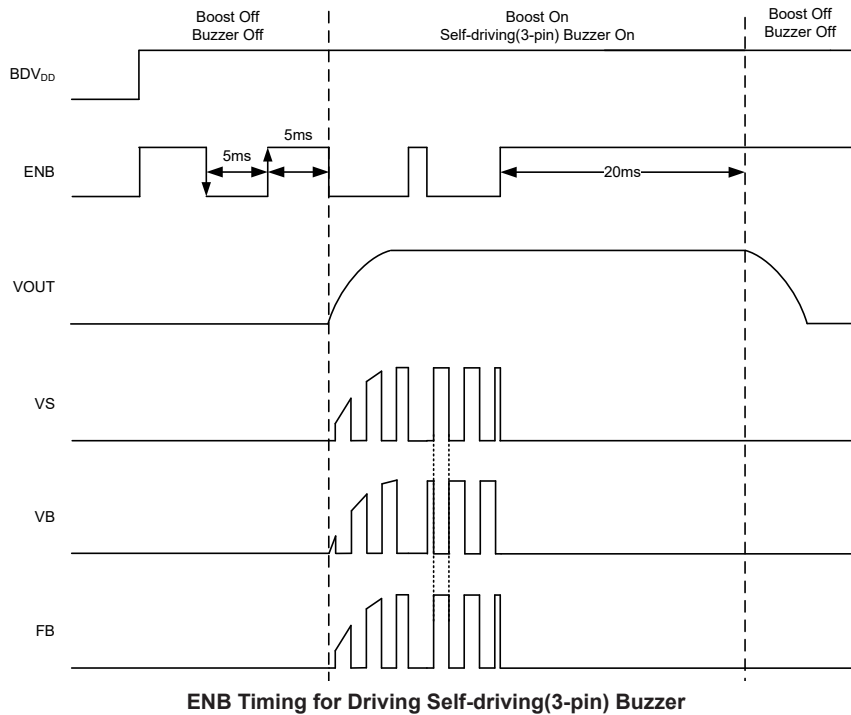 Boost Off
Buzzer Off
Boost On
Self-driving(3-pin) Buzzer On
Boost Off
Buzzer Off
BDVDD
ENB
5ms
5ms
20ms
VOUT
VS
VB
FB
ENB Timing for Driving Self-driving(3-pin) Buzzer